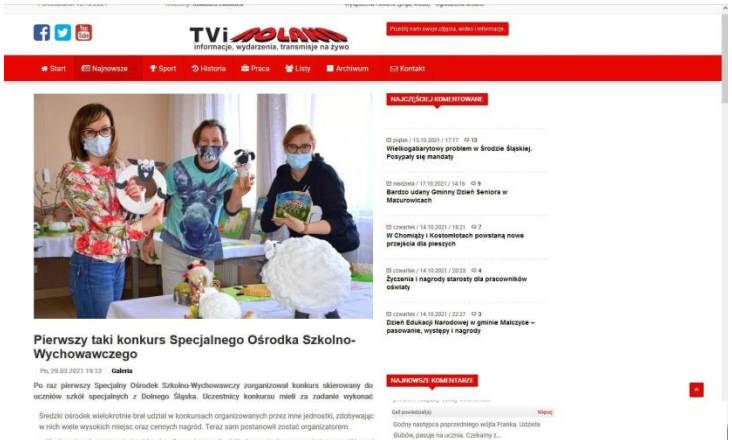 TVi ROLAND
informacje, wydarzenia, transmisje na żywo
Prześlij nam swoje zdjęcia, wideo i informacje
Start Najnowsze Sport Historia Praca Listy Archiwum Kontakt
Pierwszy taki konkurs Specjalnego Ośrodka Szkolno-
Wychowawczego
Pn, 29.03.2021 19:12 Galeria
Po raz pierwszy Specjalny Ośrodek Szkolno-Wychowawczy zorganizował konkurs skierowany do
uczniów szkół specjalnych z Dolnego Śląska. Uczestnicy konkursu mieli za zadanie wykonać
Średzki ośrodek wielokrotnie brał udział w konkursach organizowanych przez inne jednostki, zdobywając
w nich wiele wysokich miejsc oraz cennych nagród. Teraz sam postanowił zostać organizatorem.
NAJCZĘŚCIEJ KOMENTOWANE
piątek / 15.10.2021 / 17:17 13
Wielkogabarytowy problem w Środzie Śląskiej.
Posypały się mandaty
niedziela / 17.10.2021 / 14:16 9
Bardzo udany Gminny Dzień Seniora w
Mazurowicach
czwartek / 14.10.2021 / 18:21 7
W Chomiąży i Kostomłotach powstaną nowe
przejścia dla pieszych
czwartek / 14.10.2021 / 20:23 4
Życzenia i nagrody starosty dla pracowników
oświaty
czwartek / 14.10.2021 / 22:27 3
Dzień Edukacji Narodowej w gminie Malczyce –
pasowanie, występy i nagrody
NAJNOWSZE KOMENTARZE
Gall powiedział(a) Więcej
Godny następca poprzedniego wójta Franka. Udziela
ślubów, pasuje na ucznia. Czekamy z...